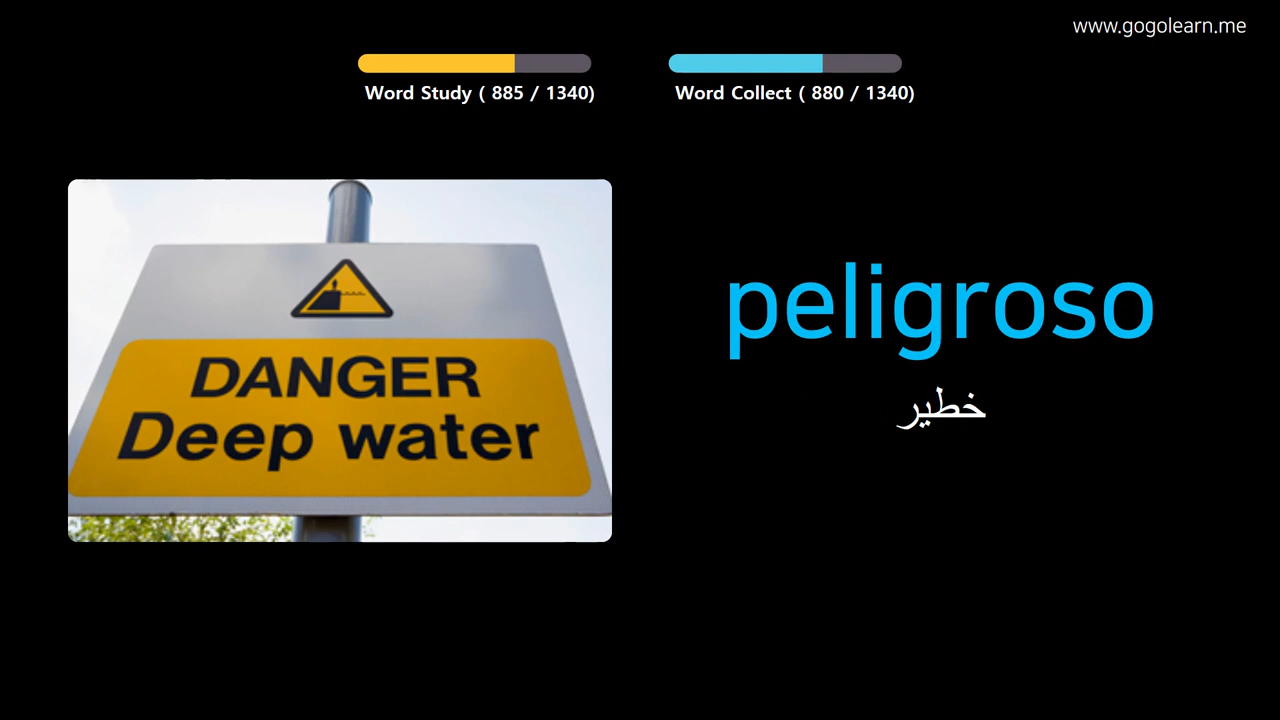 www.gogolearn.me
Word Study ( 885 / 1340)
Word Collect ( 880 / 1340)
DANGER
Deep water
peligroso
خطير